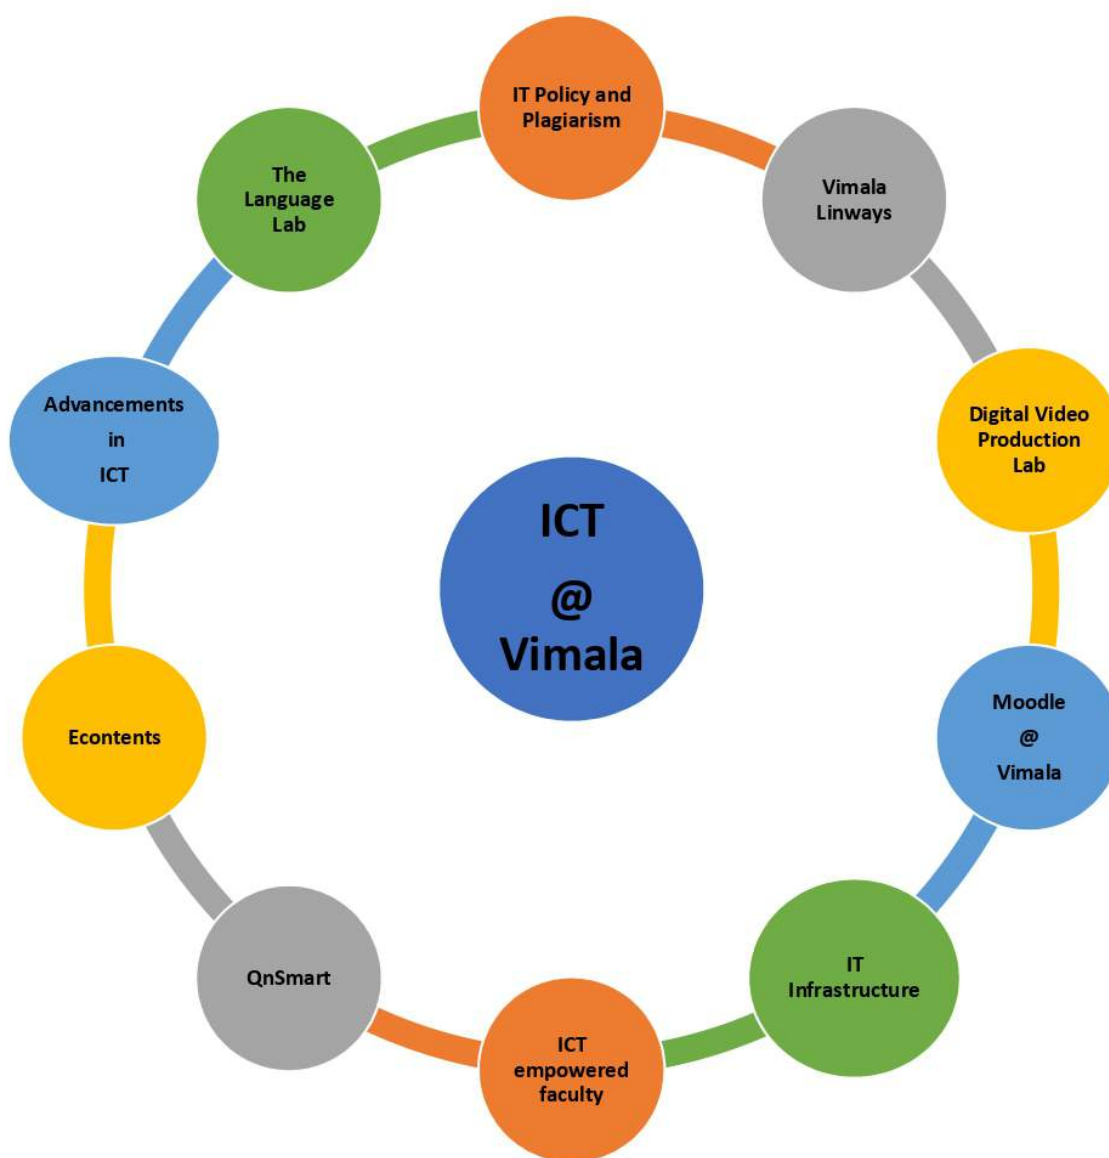 IT Policy and
Plagiarism
Vimala
Linways
Digital Video
Production
Lab
Moodle
@
Vimala
IT
Infrastructure
ICT
empowered
faculty
QnSmart
Econtents
Advancements
in
ICT
The
Language
Lab
ICT
@
Vimala